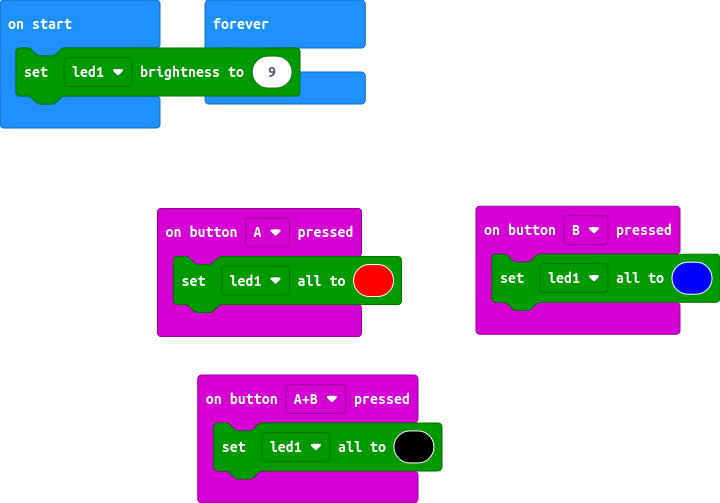 on start
forever
set led1 brightness to 9
on button A pressed
set led1 all to
on button B pressed
set led1 all to
on button A+B pressed
set led1 all to